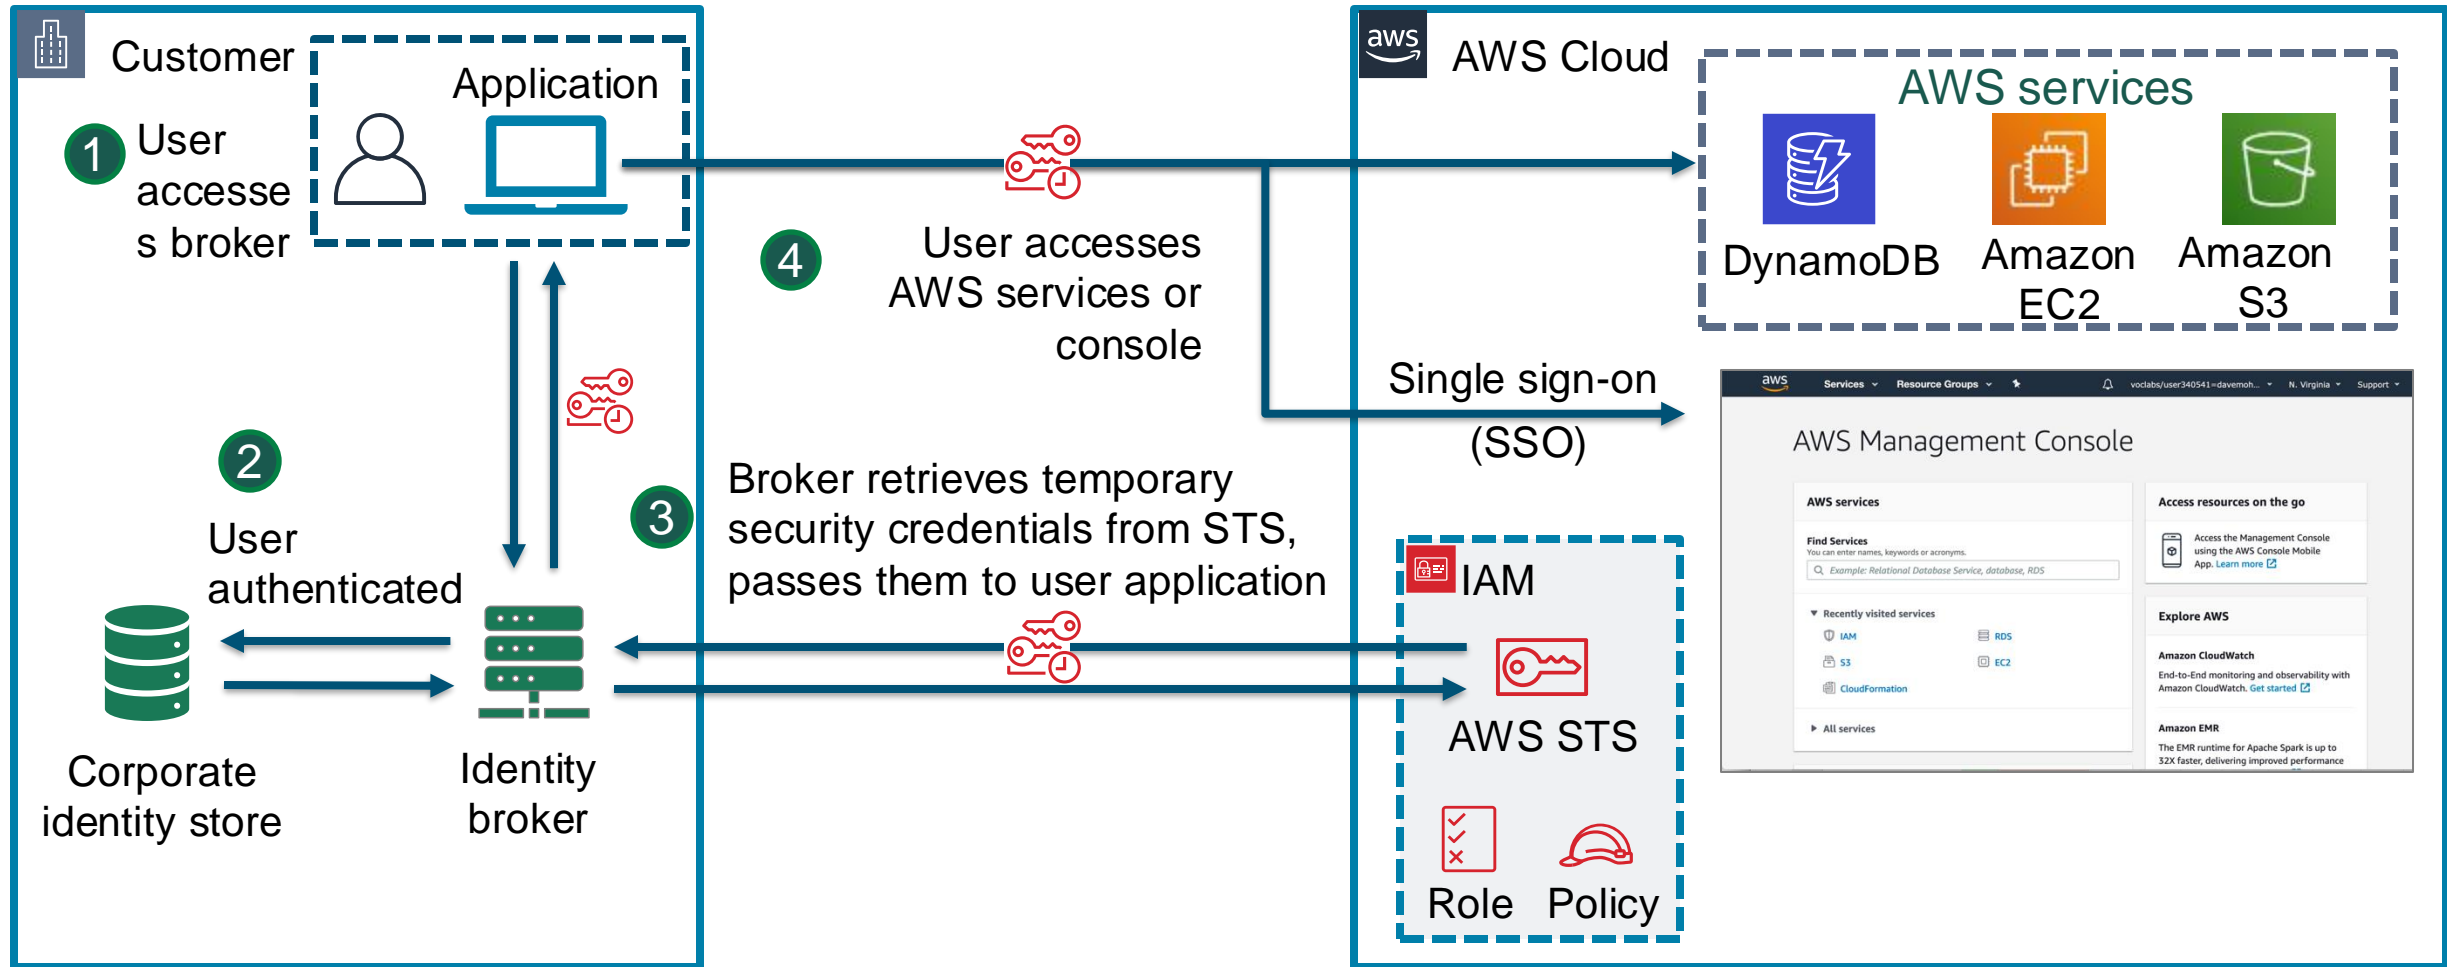 Customer
Application
1
User
accesse
s broker
2
User
authenticated
Corporate
identity store
Identity
broker
3
Broker retrieves temporary
security credentials from STS,
passes them to user application
4
User accesses
AWS services or
console
aws
AWS Cloud
AWS services
DynamoDB
Amazon
EC2
Amazon
S3
Single sign-on
(SSO)
IAM
AWS STS
Role
Policy
aws
Services
Resource Groups
voclabs/user340541=davemoh...
N. Virginia
Support
AWS Management Console
AWS services
Find Services
You can enter names, keywords or acronyms.
Example: Relational Database Service, database, RDS
Recently visited services
IAM
RDS
S3
EC2
CloudFormation
All services
Access resources on the go
Access the Management Console
using the AWS Console Mobile
App. Learn more
Explore AWS
Amazon CloudWatch
End-to-End monitoring and observability with
Amazon CloudWatch. Get started
Amazon EMR
The EMR runtime for Apache Spark is up to
32X faster, delivering improved performance